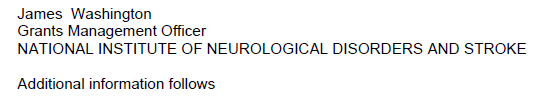 James  Washington
Grants Management Officer
NATIONAL INSTITUTE OF NEUROLOGICAL DISORDERS AND STROKE
Additional information follows